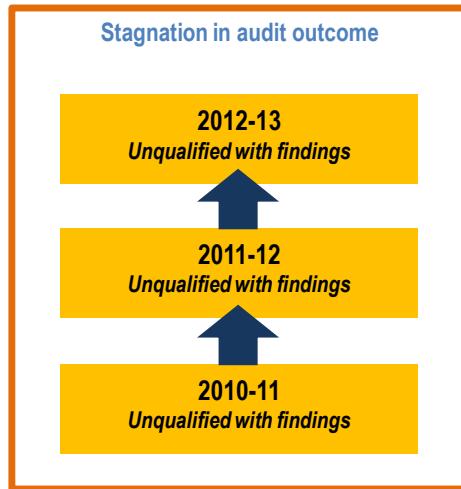 Stagnation in audit outcome
2012-13
Unqualified with findings
2011-12
Unqualified with findings
2010-11
Unqualified with findings